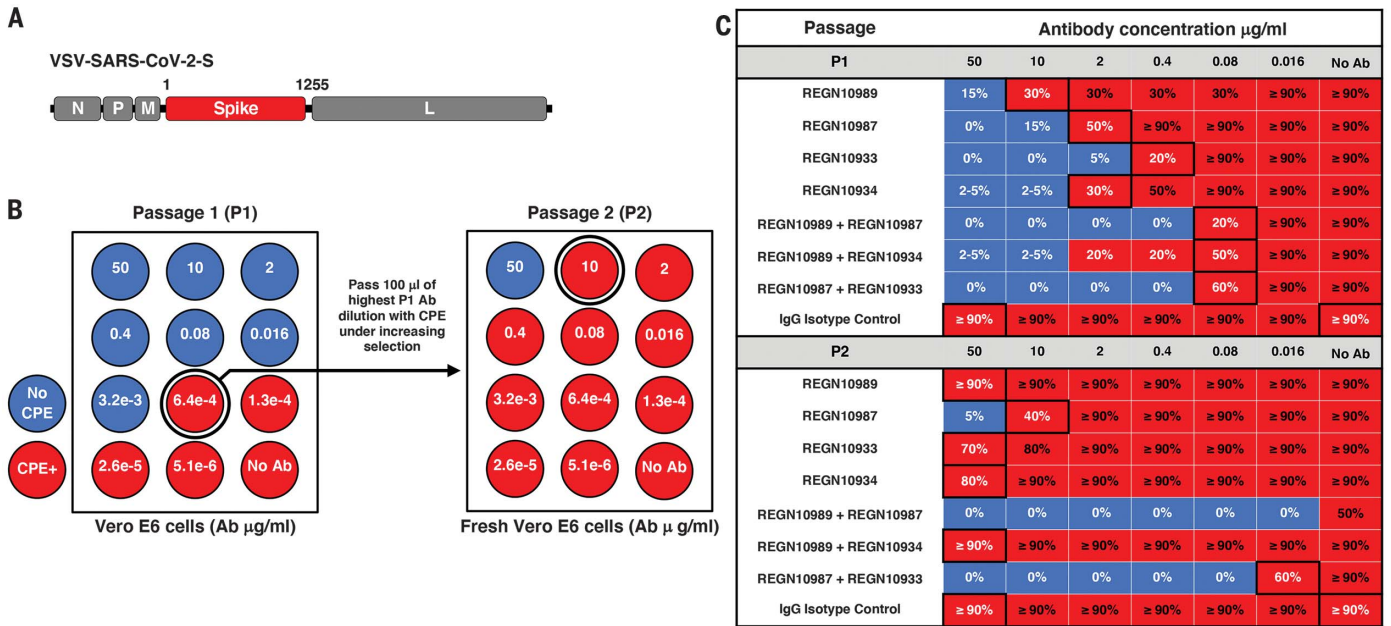 A
VSV-SARS-CoV-2-S
1 1255
N P M Spike L
B
Passage 1 (P1)
50 10 2
0.4 0.08 0.016
3.2e-3 6.4e-4 1.3e-4
2.6e-5 5.1e-6 No Ab
Vero E6 cells (Ab μg/ml)
No
CPE
CPE+
Pass 100 μl of
highest P1 Ab
dilution with CPE
under increasing
selection
Passage 2 (P2)
50 10 2
0.4 0.08 0.016
3.2e-3 6.4e-4 1.3e-4
2.6e-5 5.1e-6 No Ab
Fresh Vero E6 cells (Ab μ g/ml)
C
Passage Antibody concentration μg/ml
P1 50 10 2 0.4 0.08 0.016 No Ab
REGN10989 15% 30% 30% 30% 30% ≥ 90% ≥ 90%
REGN10987 0% 15% 50% ≥ 90% ≥ 90% ≥ 90% ≥ 90%
REGN10933 0% 0% 5% 20% ≥ 90% ≥ 90% ≥ 90%
REGN10934 2-5% 2-5% 30% 50% ≥ 90% ≥ 90% ≥ 90%
REGN10989 + REGN10987 0% 0% 0% 0% 20% ≥ 90% ≥ 90%
REGN10989 + REGN10934 2-5% 2-5% 20% 20% 50% ≥ 90% ≥ 90%
REGN10987 + REGN10933 0% 0% 0% 0% 60% ≥ 90% ≥ 90%
IgG Isotype Control ≥ 90% ≥ 90% ≥ 90% ≥ 90% ≥ 90% ≥ 90% ≥ 90%
P2 50 10 2 0.4 0.08 0.016 No Ab
REGN10989 ≥ 90% ≥ 90% ≥ 90% ≥ 90% ≥ 90% ≥ 90% ≥ 90%
REGN10987 5% 40% ≥ 90% ≥ 90% ≥ 90% ≥ 90% ≥ 90%
REGN10933 70% 80% ≥ 90% ≥ 90% ≥ 90% ≥ 90% ≥ 90%
REGN10934 80% ≥ 90% ≥ 90% ≥ 90% ≥ 90% ≥ 90% ≥ 90%
REGN10989 + REGN10987 0% 0% 0% 0% 0% 0% 50%
REGN10989 + REGN10934 ≥ 90% ≥ 90% ≥ 90% ≥ 90% ≥ 90% ≥ 90% ≥ 90%
REGN10987 + REGN10933 0% 0% 0% 0% 0% 60% ≥ 90%
IgG Isotype Control ≥ 90% ≥ 90% ≥ 90% ≥ 90% ≥ 90% ≥ 90% ≥ 90%